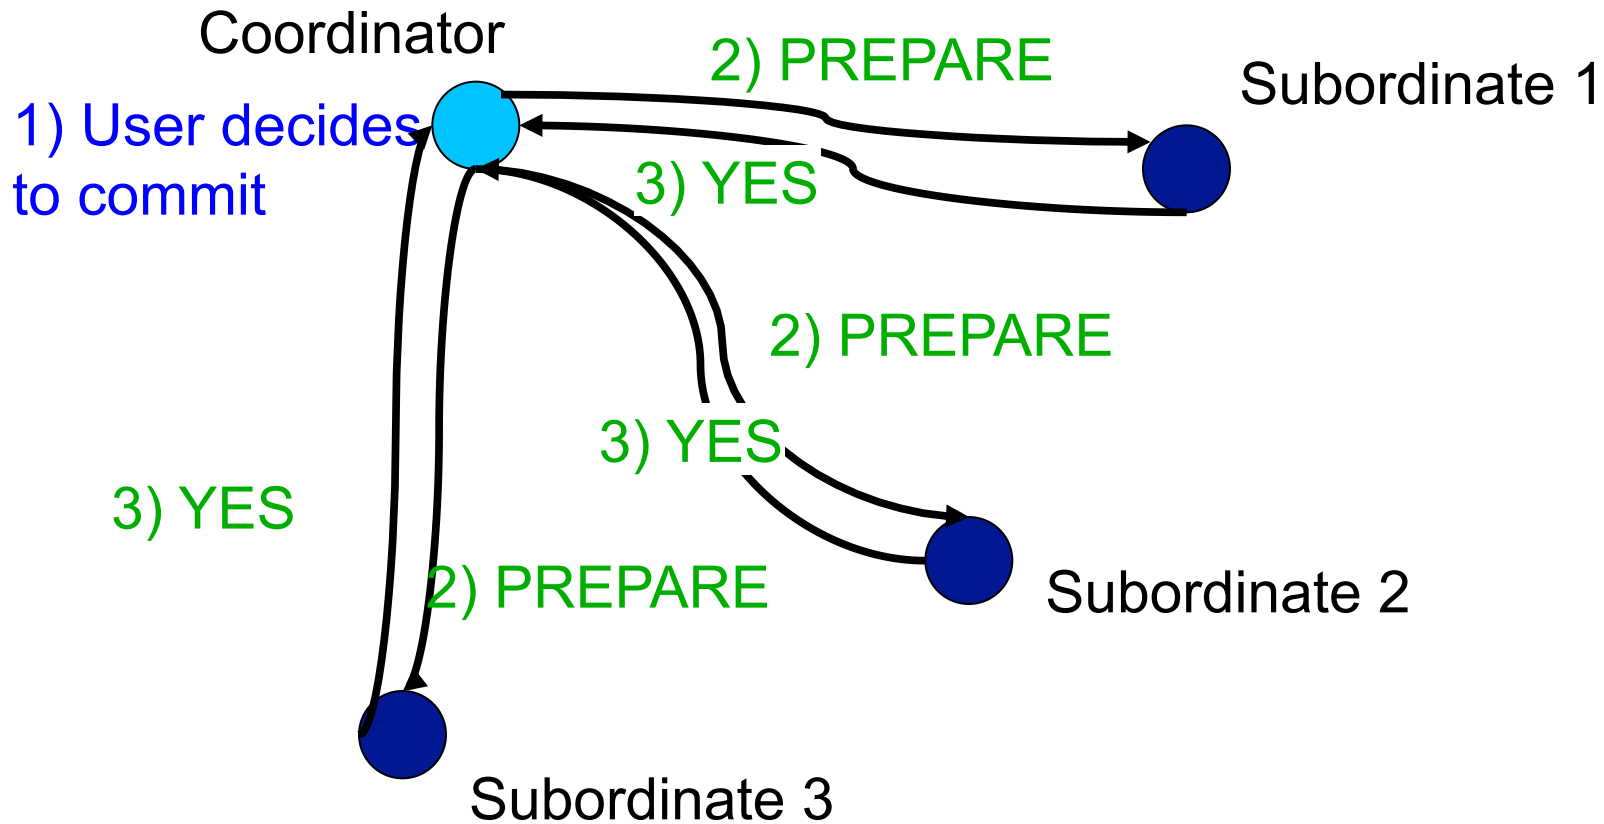 Coordinator
2) PREPARE
Subordinate 1
1) User decides
to commit
3) YES
2) PREPARE
3) YES
3) YES
2) PREPARE
Subordinate 2
Subordinate 3